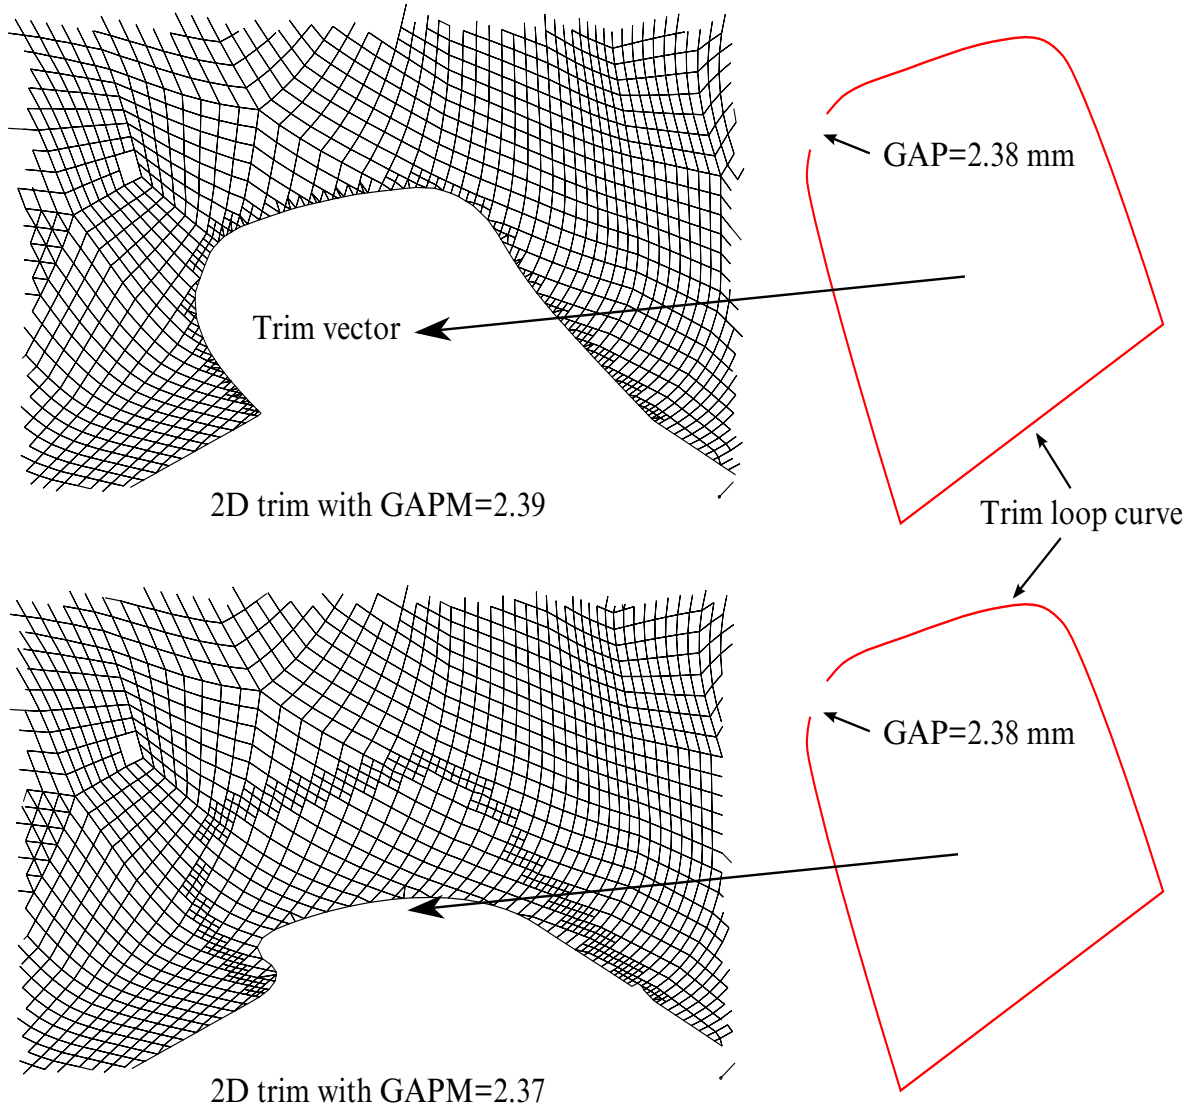 GAP=2.38 mm
Trim vector
2D trim with GAPM=2.39
Trim loop curve
GAP=2.38 mm
2D trim with GAPM=2.37